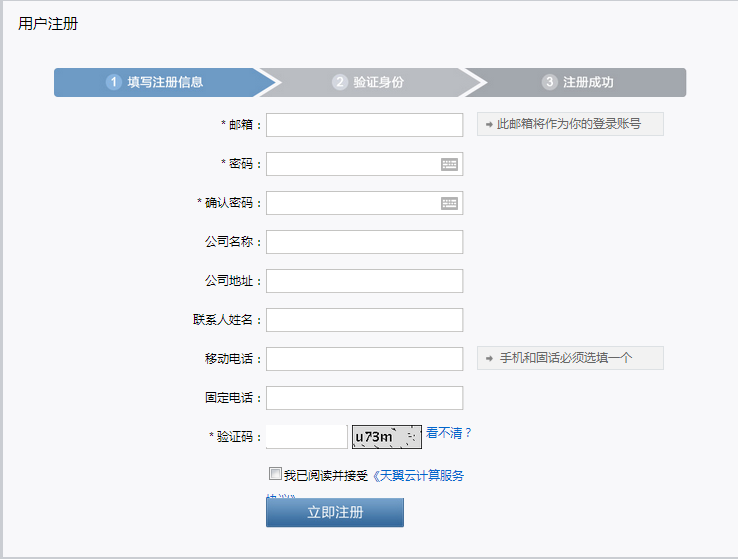 用户注册
1 填写注册信息 2 验证身份 3 注册成功
* 邮箱： 此邮箱将作为你的登录账号
* 密码：
* 确认密码：
公司名称：
公司地址：
联系人姓名：
移动电话： 手机和固话必须选填一个
固定电话：
* 验证码： u73m 看不清？
我已阅读并接受《天翼云计算服务
协议》
立即注册